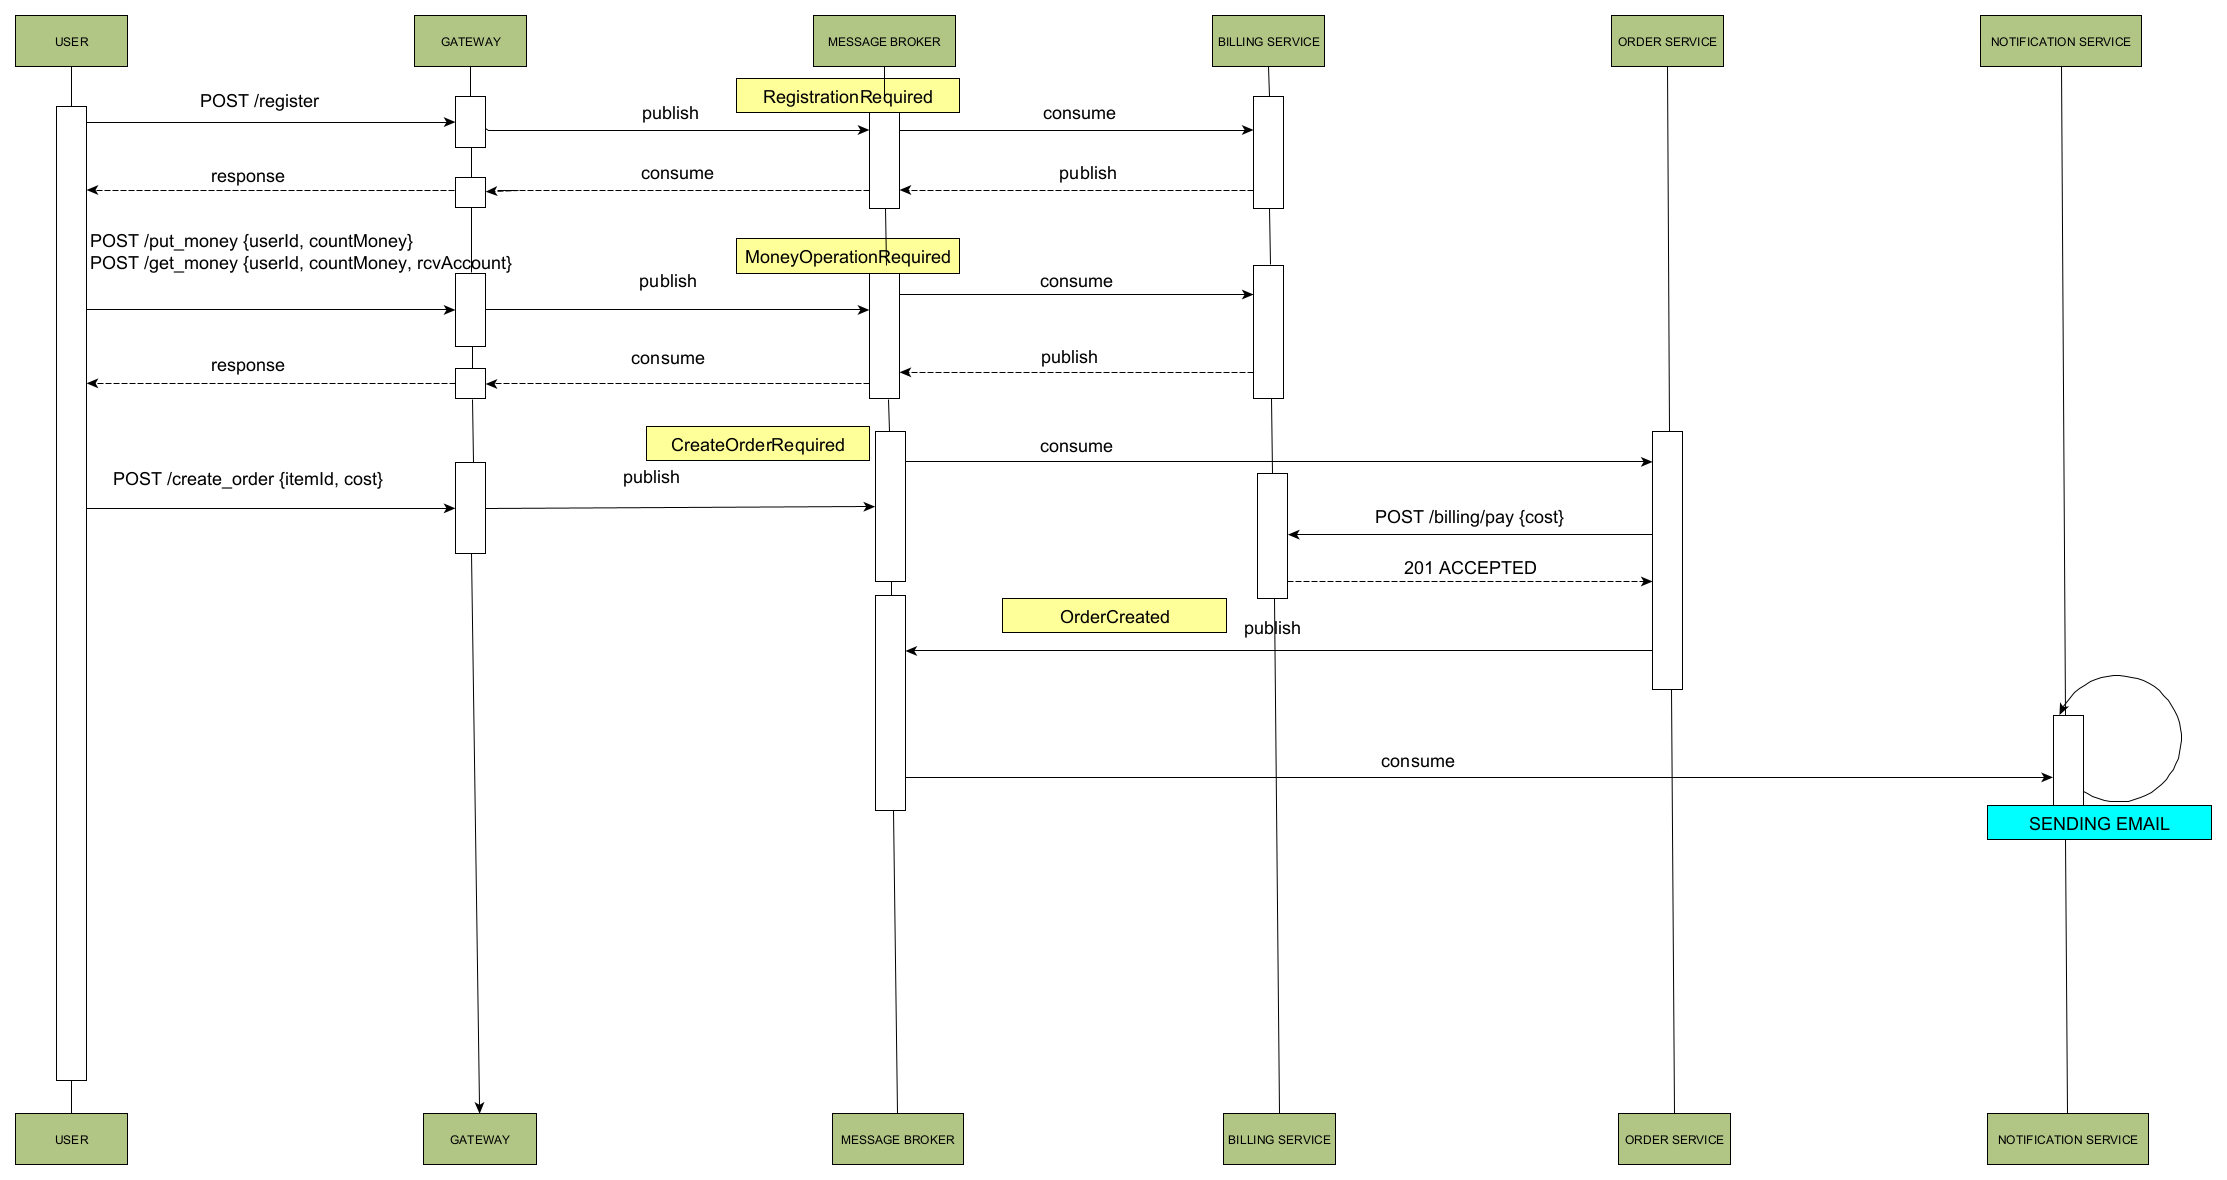 USER
GATEWAY
MESSAGE BROKER
BILLING SERVICE
ORDER SERVICE
NOTIFICATION SERVICE
RegistrationRequired
POST /register
publish
consume
response
consume
publish
POST /put_money {userId, countMoney}
POST /get_money {userId, countMoney, rcvAccount}
MoneyOperationRequired
publish
consume
response
consume
publish
CreateOrderRequired
consume
POST /create_order {itemId, cost}
publish
POST /billing/pay {cost}
201 ACCEPTED
OrderCreated
publish
consume
SENDING EMAIL
USER
GATEWAY
MESSAGE BROKER
BILLING SERVICE
ORDER SERVICE
NOTIFICATION SERVICE